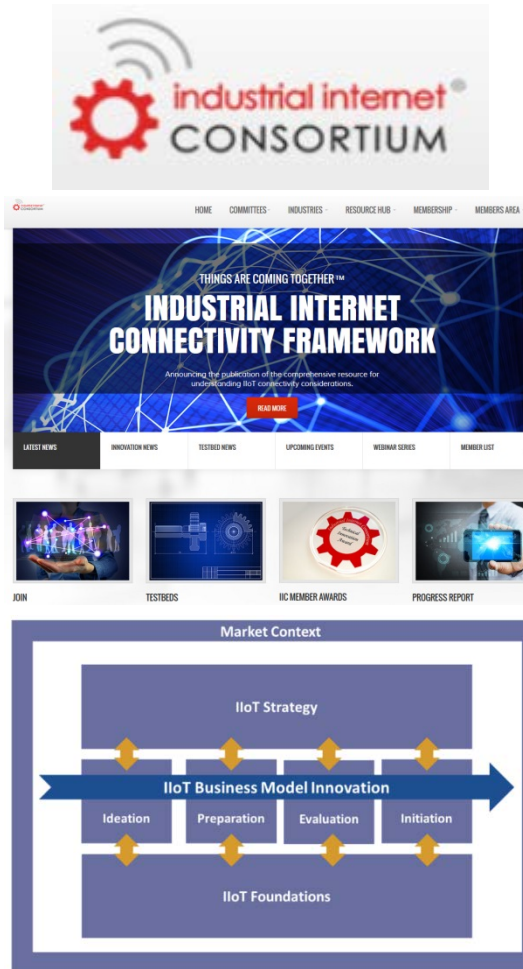 industrial internet
CONSORTIUM
HOME COMMITTEES INDUSTRIES RESOURCE HUB MEMBERSHIP MEMBERS AREA
THINGS ARE COMING TOGETHER™
INDUSTRIAL INTERNET
CONNECTIVITY FRAMEWORK
Announcing the publication of the comprehensive resource for
understanding IIoT connectivity considerations.
READ MORE
LATEST NEWS INNOVATION NEWS TESTBED NEWS UPCOMING EVENTS WEBINAR SERIES MEMBER LIST
Technical
Innovation
Award
JOIN TESTBEDS IIC MEMBER AWARDS PROGRESS REPORT
Market Context
IIoT Strategy
IIoT Business Model Innovation
Ideation Preparation Evaluation Initiation
IIoT Foundations